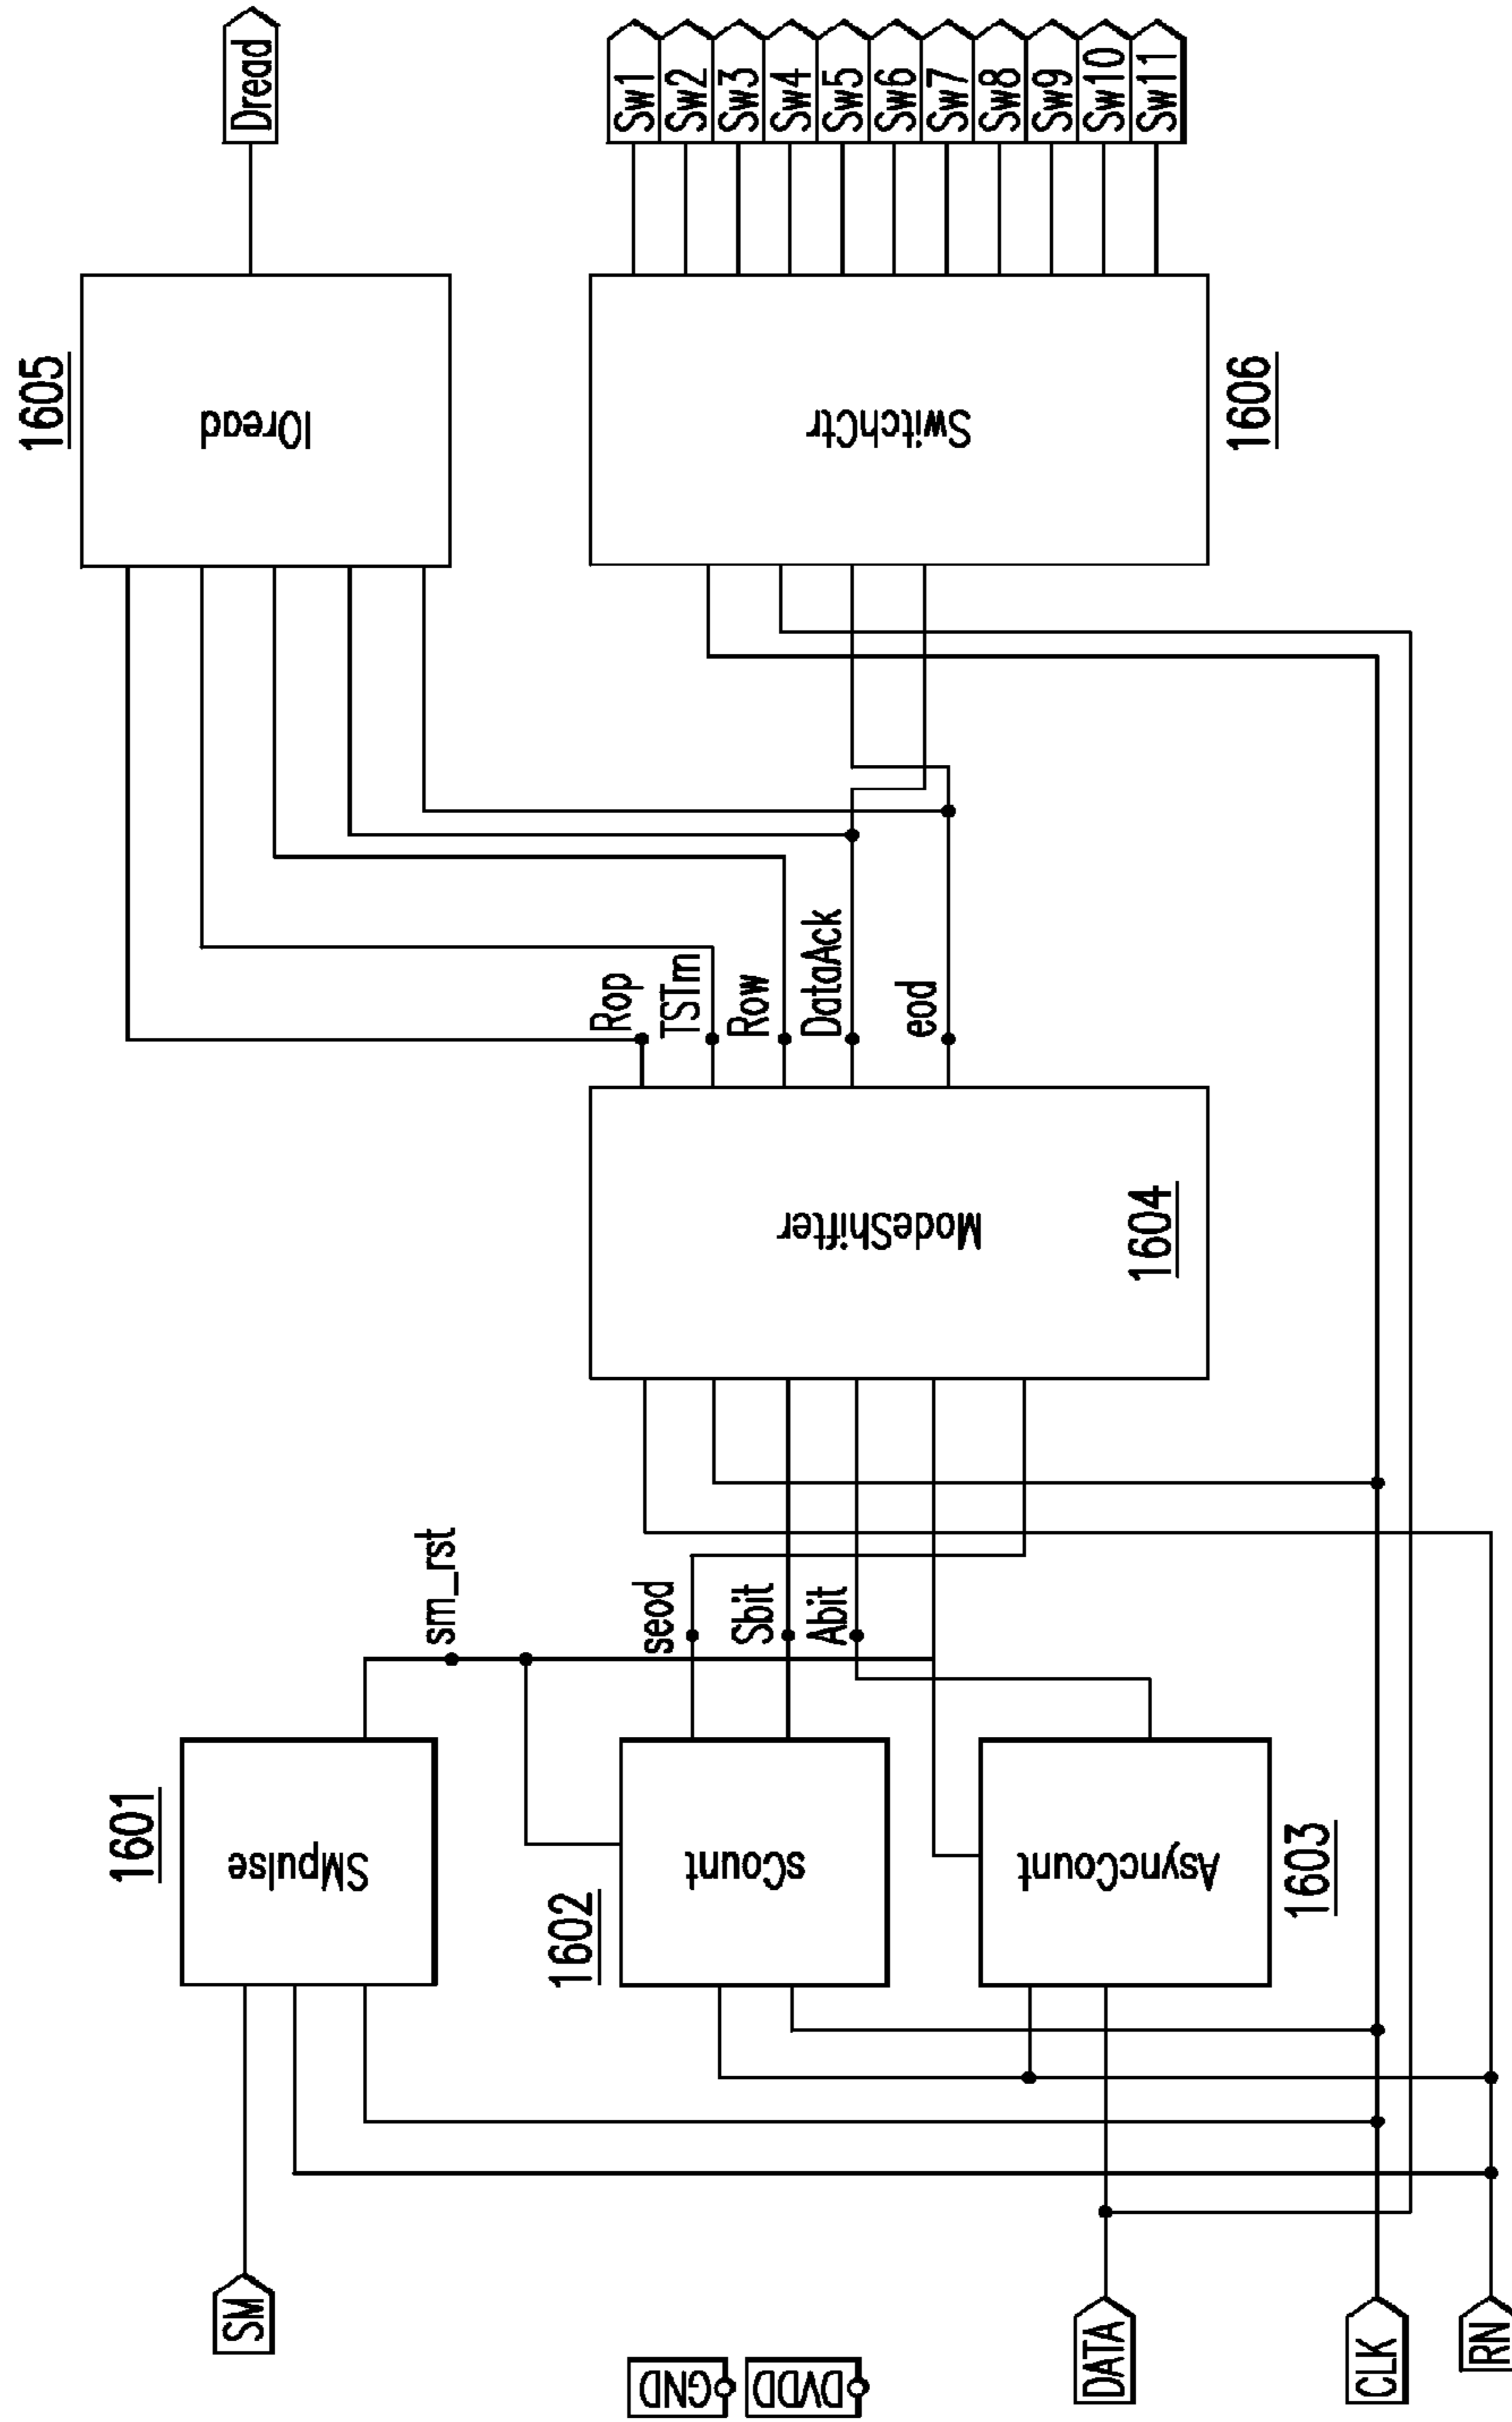 SM
DATA
CLK
RN
GND
DVDD
1601
SMpulse
1602
sCount
1603
AsyncCount
sm_rst
seod
Sbit
Abit
ModeShifter
1604
Rop
TSTm
Row
DataAck
eod
1605
IOread
SwitchCtr
1606
Dread
Sw1
Sw2
Sw3
Sw4
Sw5
Sw6
Sw7
Sw8
Sw9
Sw10
Sw11